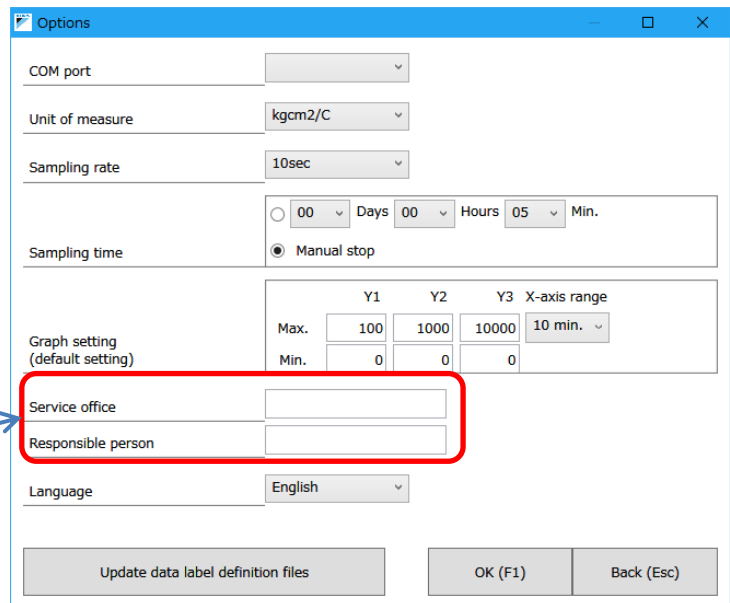 Options
COM port
Unit of measure kgcm2/C
Sampling rate 10sec
00 Days 00 Hours 05 Min.
Sampling time Manual stop
Y1 Y2 Y3 X-axis range
Max. 100 1000 10000 10 min.
Graph setting
(default setting) Min. 0 0 0
Service office
Responsible person
Language English
Update data label definition files OK (F1) Back (Esc)